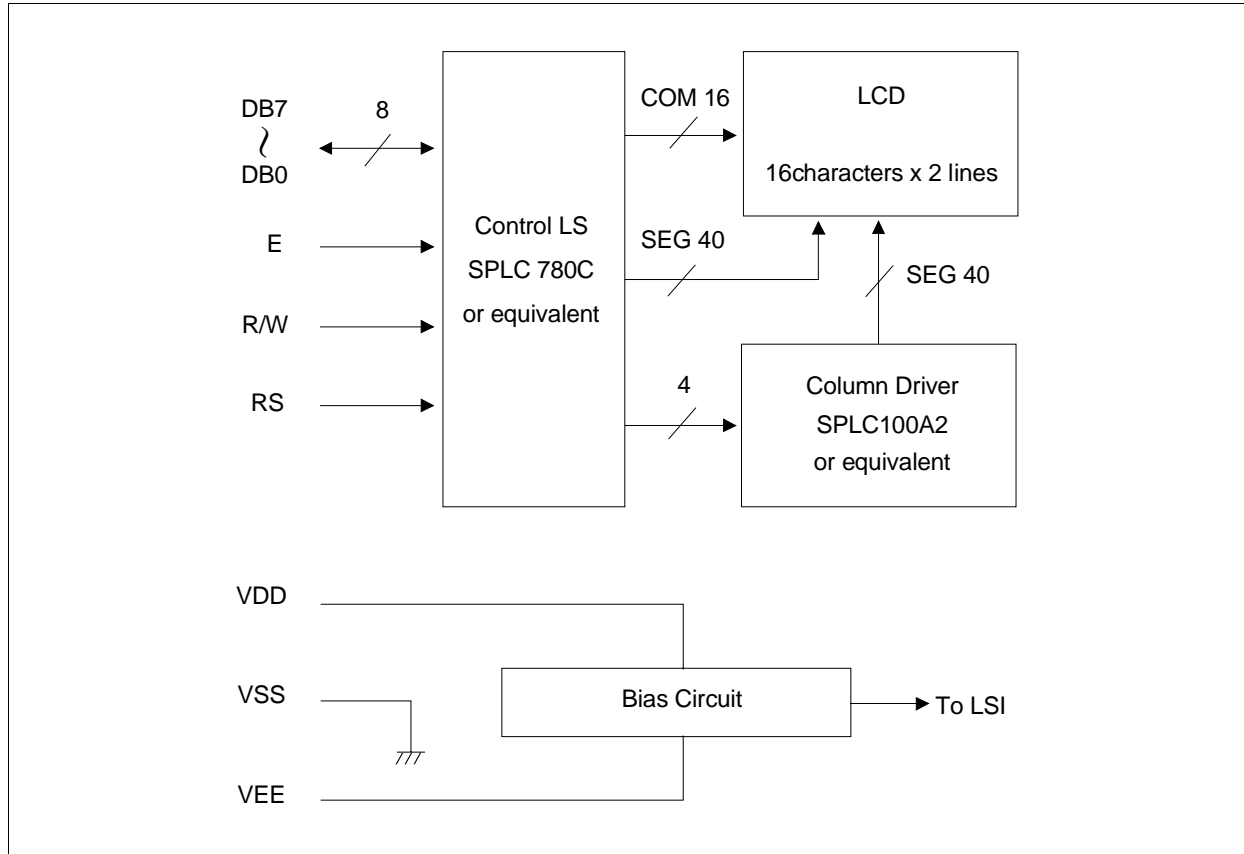 DB7
DB0
8
E
R/W
RS
Control LS
SPLC 780C
or equivalent
COM 16
SEG 40
4
LCD
16characters x 2 lines
SEG 40
Column Driver
SPLC100A2
or equivalent
VDD
VSS
VEE
Bias Circuit
To LSI